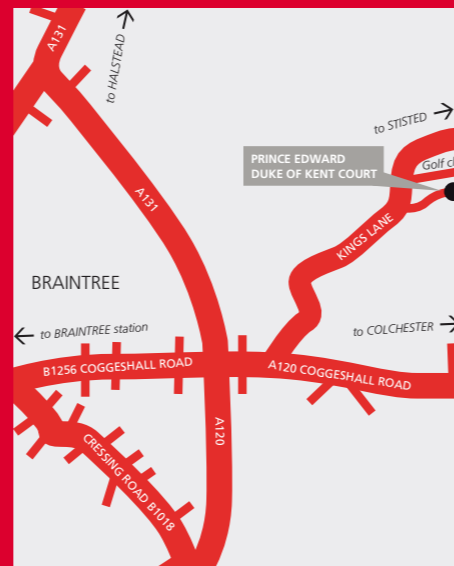 A131
to HALSTEAD
to STISTED
Golf
PRINCE EDWARD
DUKE OF KENT COURT
A131
KINGS LANE
BRAINTREE
to BRAINTREE station
to COLCHESTER
B1256 COGGESHALL ROAD
A120 COGGESHALL ROAD
A120
CRESSING ROAD B1018